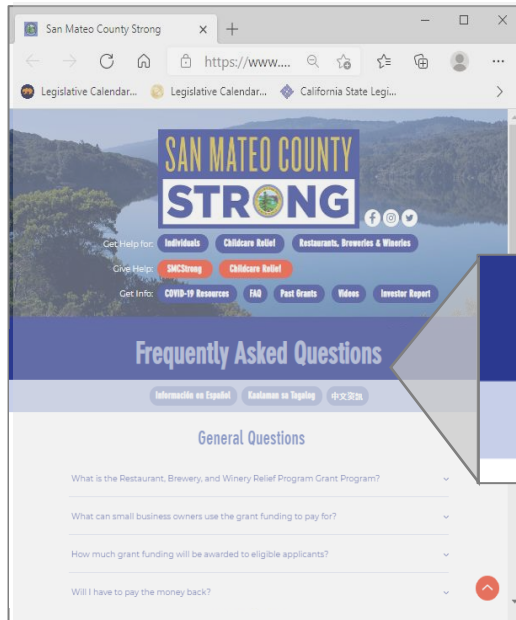 San Mateo County Strong
https://www....
Legislative Calendar... Legislative Calendar... California State Legi...
SAN MATEO COUNTY
STRONG
Get Help for: Individuals Childcare Relief Restaurants, Breweries & Wineries
Give Help: SMCStrong Childcare Relief
Get Info: COVID-19 Resources FAQ Past Grants Videos Investor Report
Frequently Asked Questions
Información en Español Kaalaman sa Tagalog 中文資訊
General Questions
What is the Restaurant, Brewery, and Winery Relief Program Grant Program?
What can small business owners use the grant funding to pay for?
How much grant funding will be awarded to eligible applicants?
Will I have to pay the money back?